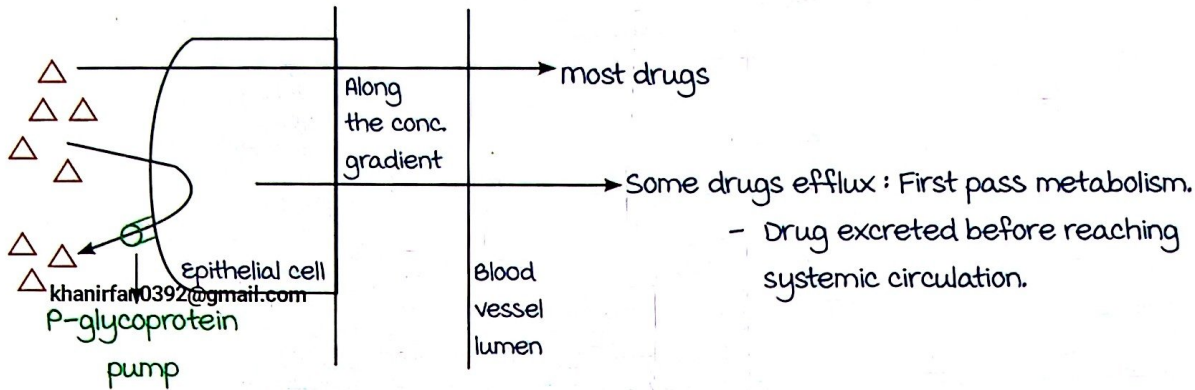 most drugs
Along
the conc.
gradient
Some drugs efflux : First pass metabolism.
- Drug excreted before reaching
systemic circulation.
Epithelial cell
Blood
vessel
lumen
khanirfan0392@gmail.com
P-glycoprotein
pump